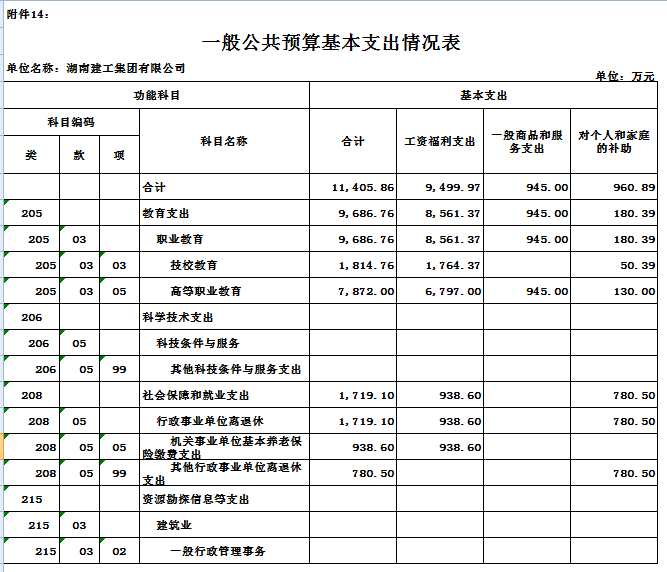 附件14：
一般公共预算基本支出情况表
单位名称：湖南建工集团有限公司
单位：万元
功能科目 基本支出
科目编码 科目名称 合计 工资福利支出 一般商品和服务支出 对个人和家庭的补助
类 款 项
合计 11,405.86 9,499.97 945.00 960.89
205 教育支出 9,686.76 8,561.37 945.00 180.39
205 03 职业教育 9,686.76 8,561.37 945.00 180.39
205 03 03 技校教育 1,814.76 1,764.37 50.39
205 03 05 高等职业教育 7,872.00 6,797.00 945.00 130.00
206 科学技术支出
206 05 科技条件与服务
206 05 99 其他科技条件与服务支出
208 社会保障和就业支出 1,719.10 938.60 780.50
208 05 行政事业单位离退休 1,719.10 938.60 780.50
208 05 05 机关事业单位基本养老保险缴费支出 938.60 938.60
208 05 99 其他行政事业单位离退休支出 780.50 780.50
215 资源勘探信息等支出
215 03 建筑业
215 03 02 一般行政管理事务